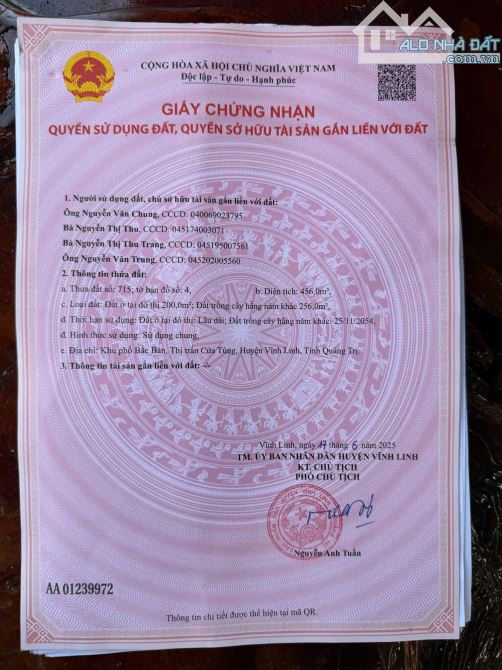 ALO NHÀ ĐẤT
Alonhadat.com.vn
CỘNG HÒA XÃ HỘI CHỦ NGHĨA VIỆT NAM
Độc lập - Tự do - Hạnh phúc
GIẤY CHỨNG NHẬN
QUYỀN SỬ DỤNG ĐẤT, QUYỀN SỞ HỮU TÀI SẢN GẮN LIỀN VỚI ĐẤT
1. Người sử dụng đất, chủ sở hữu tài sản gắn liền với đất:
Ông Nguyễn Văn Chung, CCCD: 040069023795
Bà Nguyễn Thị Thu, CCCD: 045174003071
Bà Nguyễn Thị Thu Trang, CCCD: 045195007561
Ông Nguyễn Văn Trung, CCCD: 045202005560
2. Thông tin thửa đất:
a. Thửa đất số: 715; tờ bản đồ số: 4, b. Diện tích: 456,0m²,
c. Loại đất: Đất ở tại đô thị 200,0m²; Đất trồng cây hằng năm khác 256,0m².
d. Thời hạn sử dụng: Đất ở tại đô thị: Lâu dài; Đất trồng cây hằng năm khác: 25/11/2054,
đ. Hình thức sử dụng: Sử dụng chung,
e. Địa chỉ: Khu phố Bắc Bàn, Thị trấn Cửa Tùng, Huyện Vĩnh Linh, Tỉnh Quảng Trị.
3. Thông tin tài sản gắn liền với đất: -/-
Vĩnh Linh, ngày 17 tháng 6 năm 2025
TM. ỦY BAN NHÂN DÂN HUYỆN VĨNH LINH
KT. CHỦ TỊCH
PHÓ CHỦ TỊCH
Nguyễn Anh Tuấn
AA 01239972
Thông tin chi tiết được thể hiện tại mã QR.